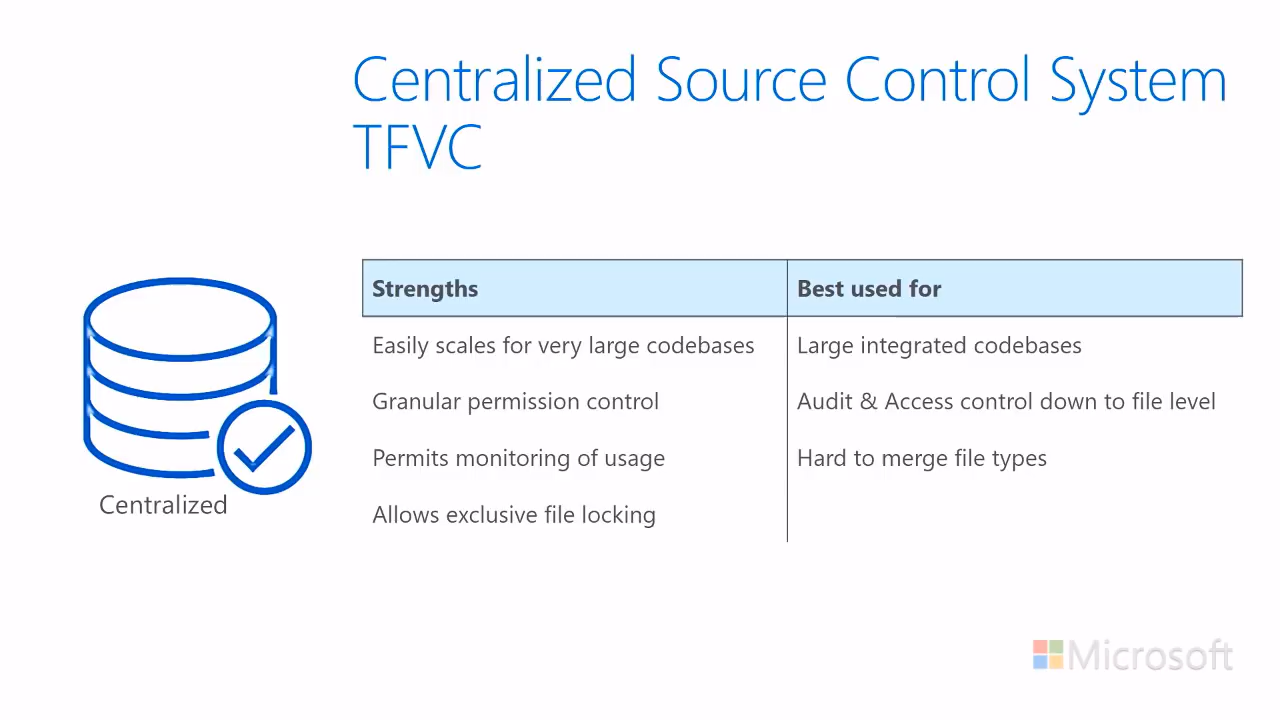 Centralized Source Control System
TFVC
Strengths
Best used for
Easily scales for very large codebases
Large integrated codebases
Granular permission control
Audit & Access control down to file level
Permits monitoring of usage
Hard to merge file types
Allows exclusive file locking
Centralized
Microsoft